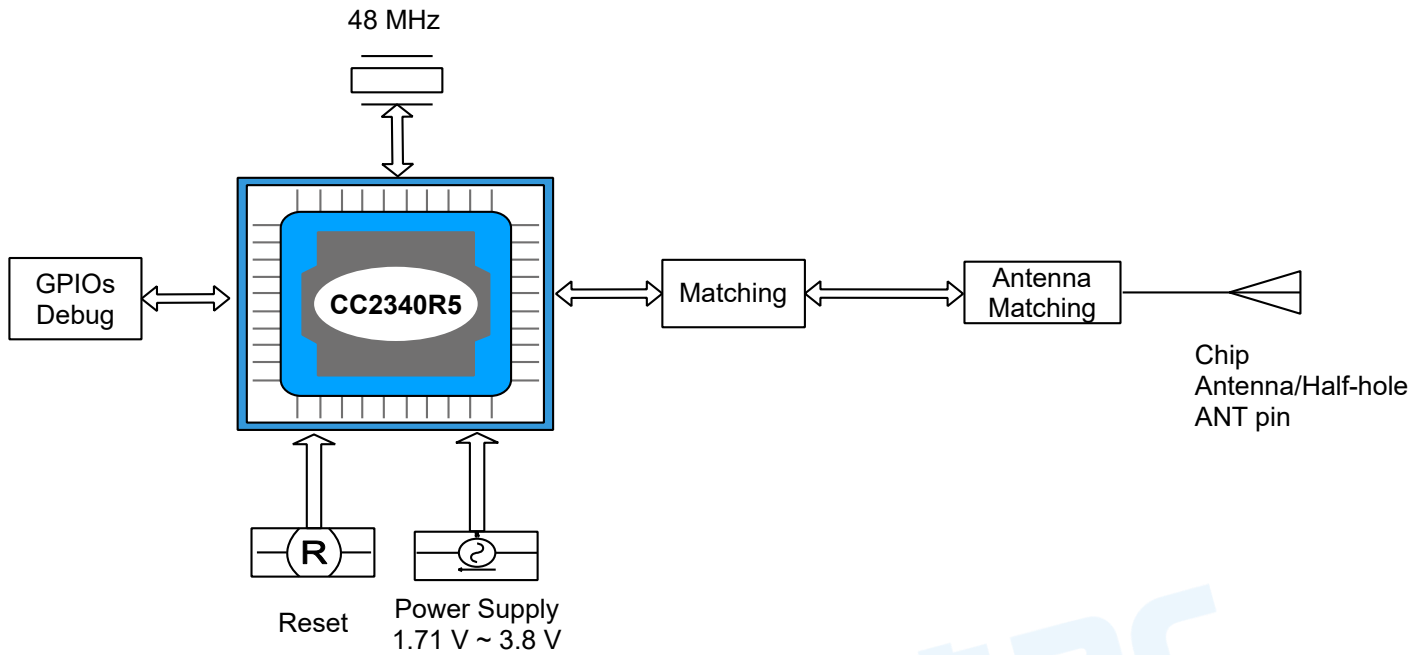 48 MHz
GPIOs
Debug
CC2340R5
Matching
Antenna
Matching
Chip
Antenna/Half-hole
ANT pin
R
Reset
Power Supply
1.71 V ~ 3.8 V